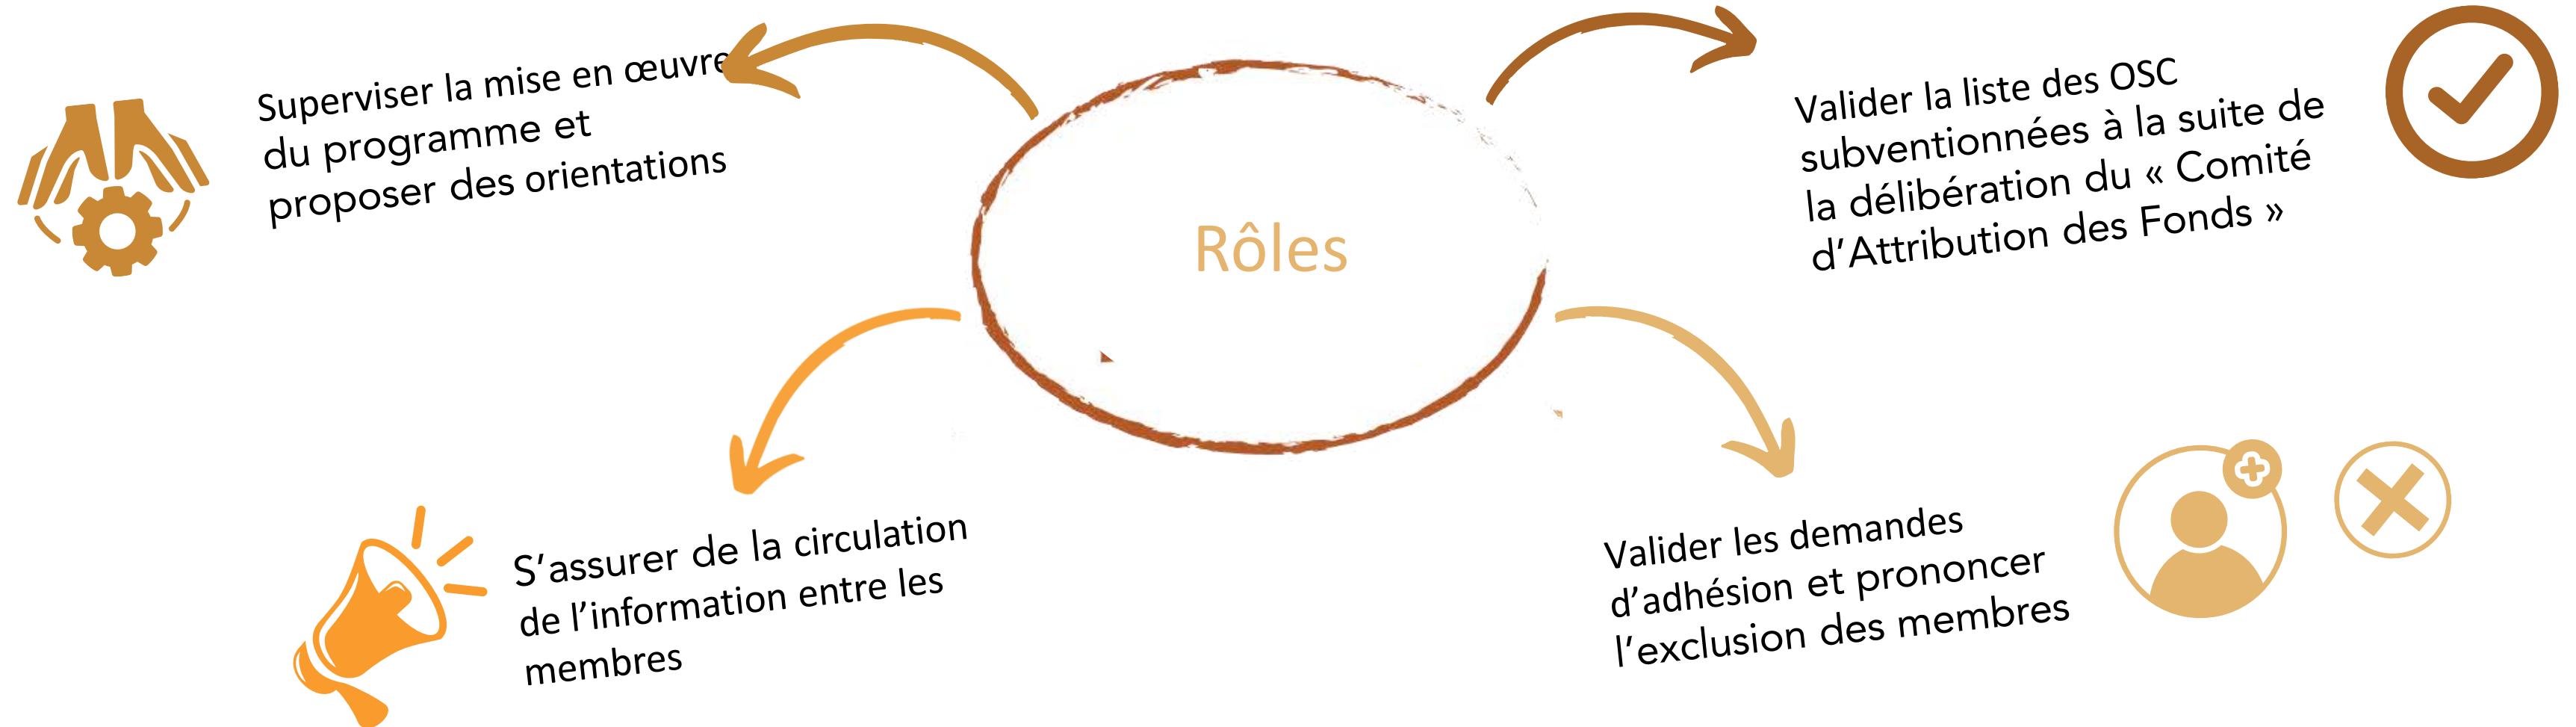 Superviser la mise en œuvre
du programme et
proposer des orientations
Rôles
Valider la liste des OSC
subventionnées à la suite de
la délibération du « Comité
d’Attribution des Fonds »
S’assurer de la circulation
de l’information entre les
membres
Valider les demandes
d’adhésion et prononcer
l’exclusion des membres